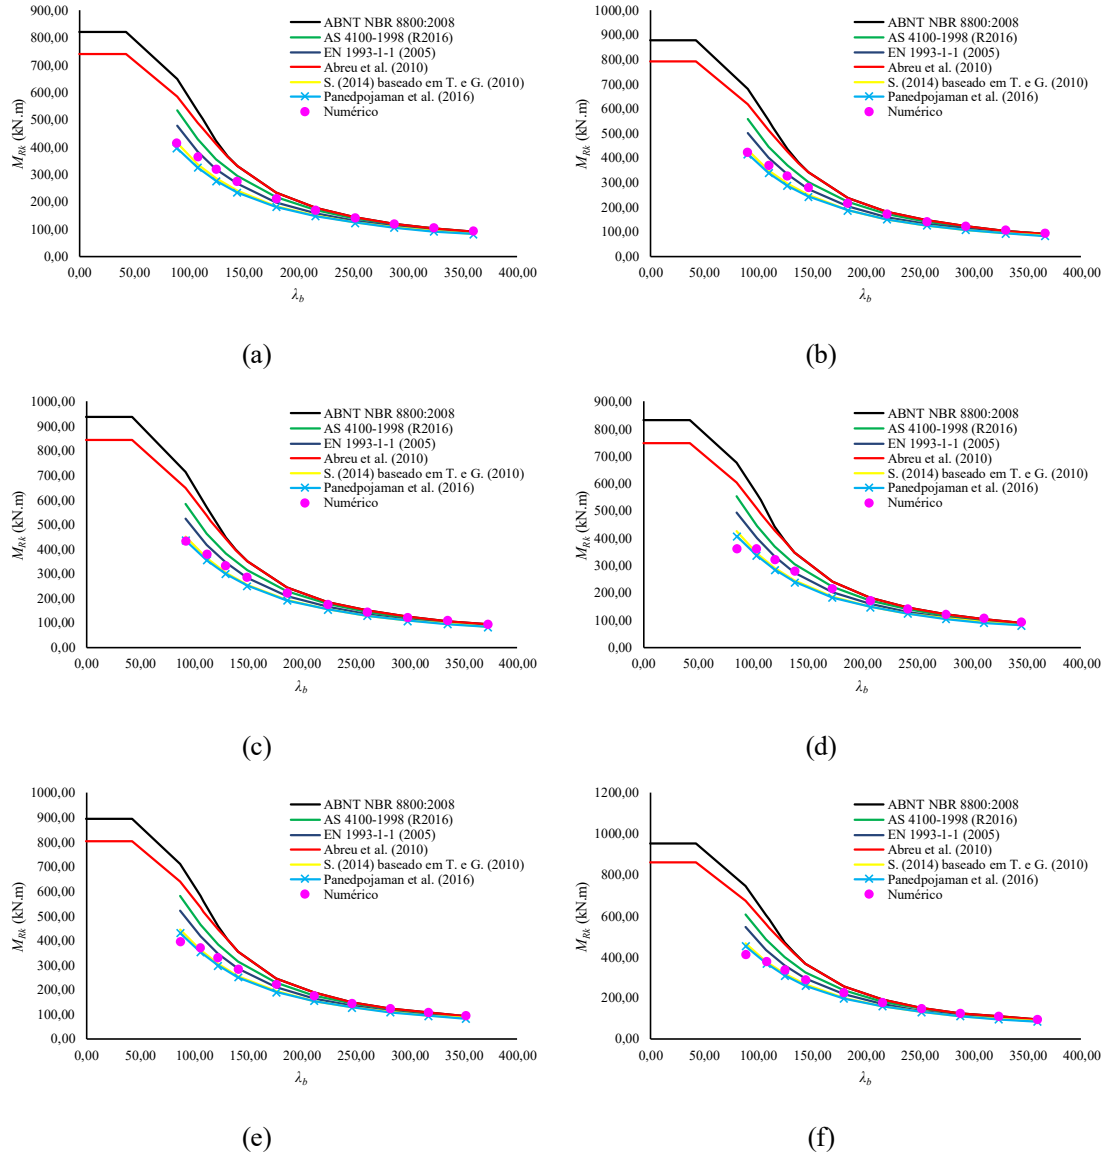 900,00
800,00
700,00
600,00
500,00
400,00
300,00
200,00
100,00
0,00
0,00 50,00 100,00 150,00 200,00 250,00 300,00 350,00 400,00
M_Rk (kN.m)
λ_b
ABNT NBR 8800:2008
AS 4100-1998 (R2016)
EN 1993-1-1 (2005)
Abreu et al. (2010)
S. (2014) baseado em T. e G. (2010)
Panedpojaman et al. (2016)
Numérico
(a)
1000,00
900,00
800,00
700,00
600,00
500,00
400,00
300,00
200,00
100,00
0,00
0,00 50,00 100,00 150,00 200,00 250,00 300,00 350,00 400,00
M_Rk (kN.m)
λ_b
ABNT NBR 8800:2008
AS 4100-1998 (R2016)
EN 1993-1-1 (2005)
Abreu et al. (2010)
S. (2014) baseado em T. e G. (2010)
Panedpojaman et al. (2016)
Numérico
(b)
1000,00
900,00
800,00
700,00
600,00
500,00
400,00
300,00
200,00
100,00
0,00
0,00 50,00 100,00 150,00 200,00 250,00 300,00 350,00 400,00
M_Rk (kN.m)
λ_b
ABNT NBR 8800:2008
AS 4100-1998 (R2016)
EN 1993-1-1 (2005)
Abreu et al. (2010)
S. (2014) baseado em T. e G. (2010)
Panedpojaman et al. (2016)
Numérico
(c)
900,00
800,00
700,00
600,00
500,00
400,00
300,00
200,00
100,00
0,00
0,00 50,00 100,00 150,00 200,00 250,00 300,00 350,00 400,00
M_Rk (kN.m)
λ_b
ABNT NBR 8800:2008
AS 4100-1998 (R2016)
EN 1993-1-1 (2005)
Abreu et al. (2010)
S. (2014) baseado em T. e G. (2010)
Panedpojaman et al. (2016)
Numérico
(d)
1000,00
900,00
800,00
700,00
600,00
500,00
400,00
300,00
200,00
100,00
0,00
0,00 50,00 100,00 150,00 200,00 250,00 300,00 350,00 400,00
M_Rk (kN.m)
λ_b
ABNT NBR 8800:2008
AS 4100-1998 (R2016)
EN 1993-1-1 (2005)
Abreu et al. (2010)
S. (2014) baseado em T. e G. (2010)
Panedpojaman et al. (2016)
Numérico
(e)
1200,00
1000,00
800,00
600,00
400,00
200,00
0,00
0,00 50,00 100,00 150,00 200,00 250,00 300,00 350,00 400,00
M_Rk (kN.m)
λ_b
ABNT NBR 8800:2008
AS 4100-1998 (R2016)
EN 1993-1-1 (2005)
Abreu et al. (2010)
S. (2014) baseado em T. e G. (2010)
Panedpojaman et al. (2016)
Numérico
(f)